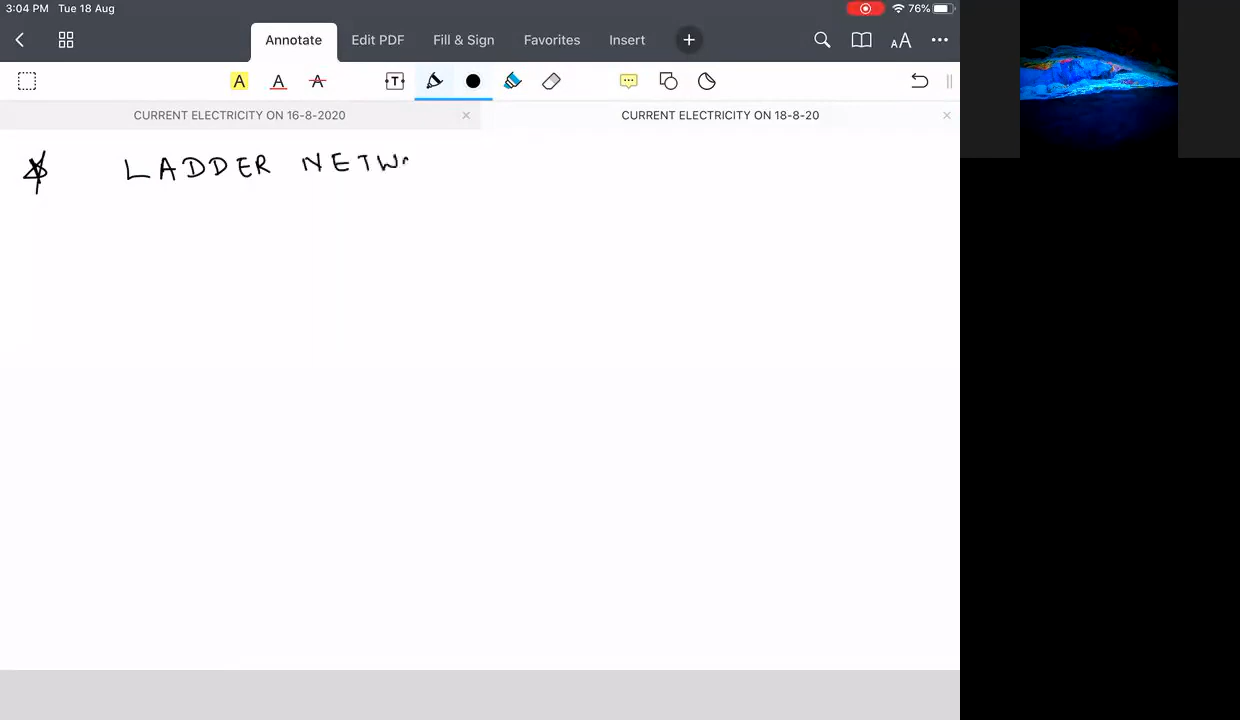 3:04 PM Tue 18 Aug 76%
Annotate Edit PDF Fill & Sign Favorites Insert
CURRENT ELECTRICITY ON 16-8-2020 CURRENT ELECTRICITY ON 18-8-20
LADDER NETW